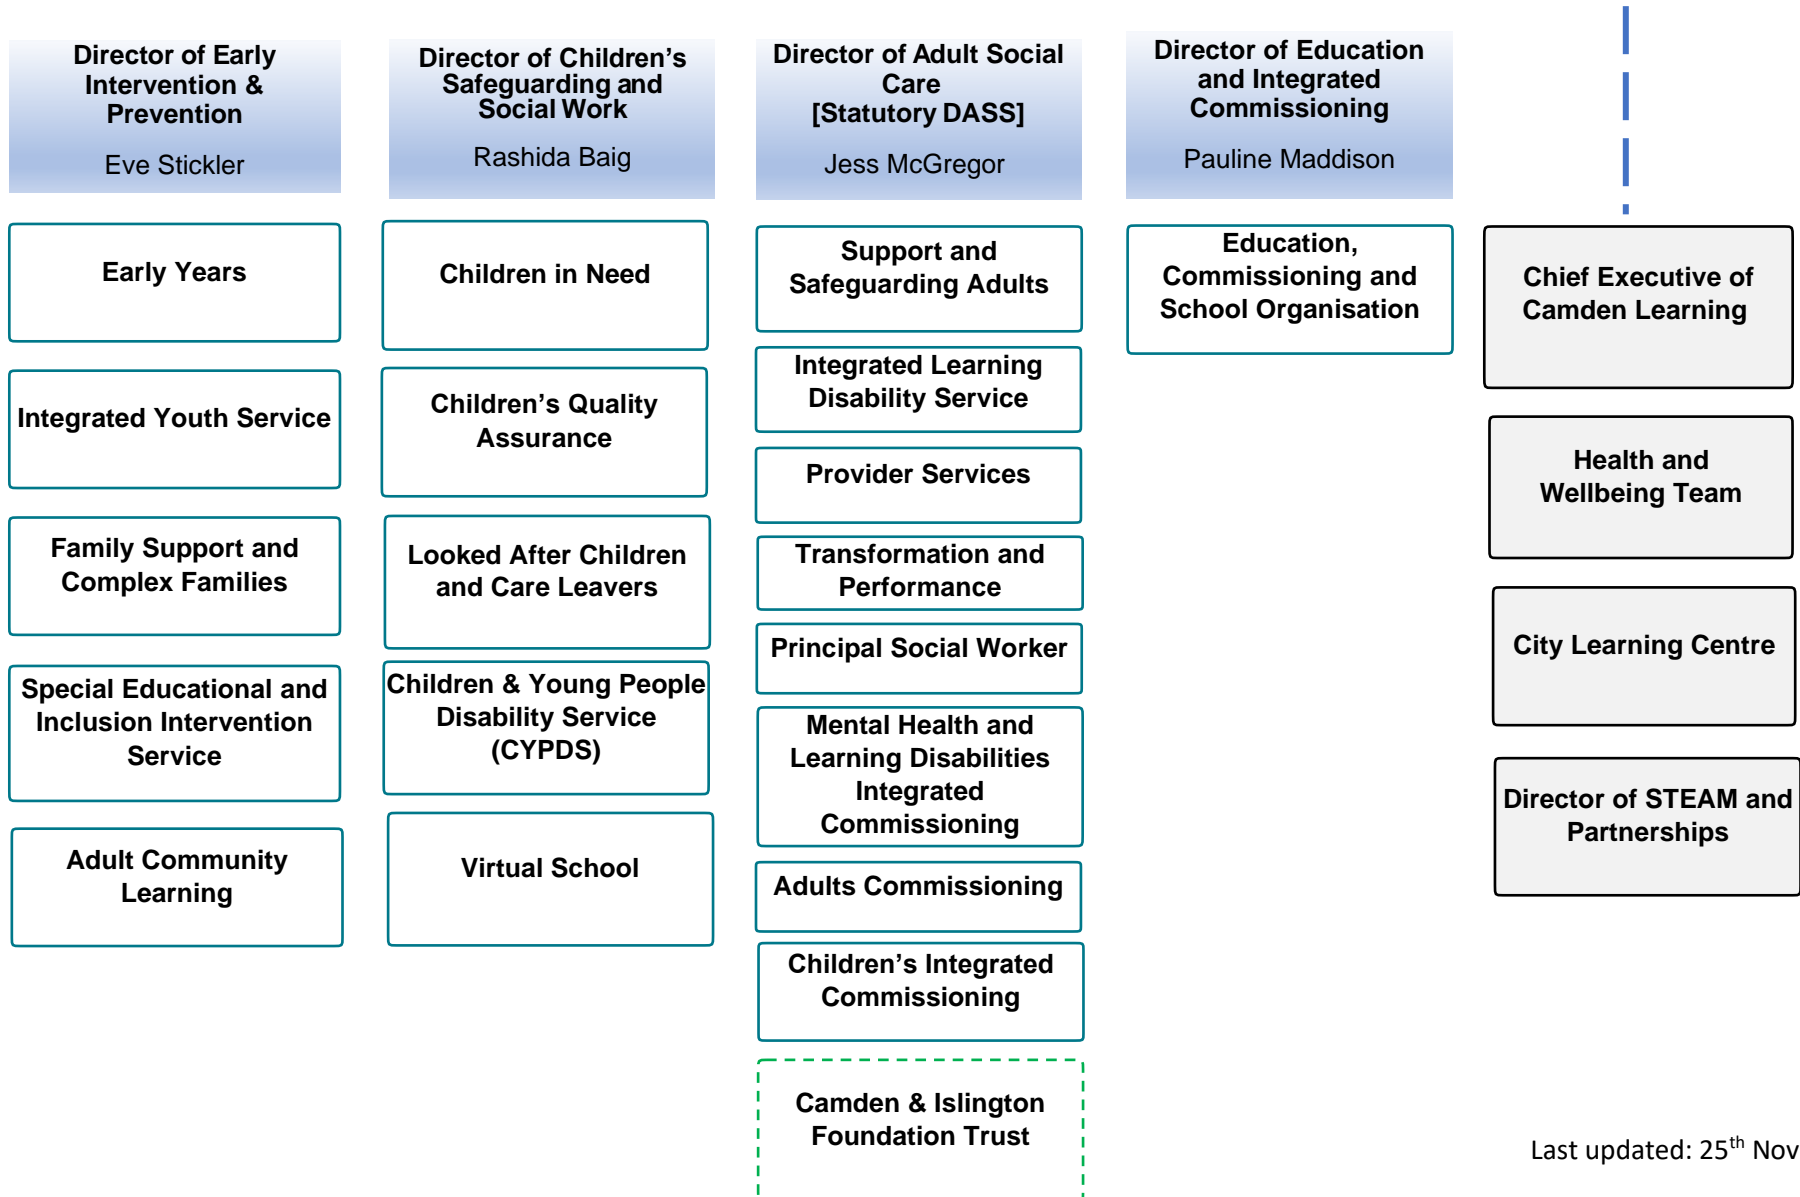 Director of Early
Intervention &
Prevention
Eve Stickler
Early Years
Integrated Youth Service
Family Support and
Complex Families
Special Educational and
Inclusion Intervention
Service
Adult Community
Learning
Director of Children’s
Safeguarding and
Social Work
Rashida Baig
Children in Need
Children’s Quality
Assurance
Looked After Children
and Care Leavers
Children & Young People
Disability Service
(CYPDS)
Virtual School
Director of Adult Social
Care
[Statutory DASS]
Jess McGregor
Support and
Safeguarding Adults
Integrated Learning
Disability Service
Provider Services
Transformation and
Performance
Principal Social Worker
Mental Health and
Learning Disabilities
Integrated
Commissioning
Adults Commissioning
Children’s Integrated
Commissioning
Camden & Islington
Foundation Trust
Director of Education
and Integrated
Commissioning
Pauline Maddison
Education,
Commissioning and
School Organisation
Chief Executive of
Camden Learning
Health and
Wellbeing Team
City Learning Centre
Director of STEAM and
Partnerships
Last updated: 25th Nov